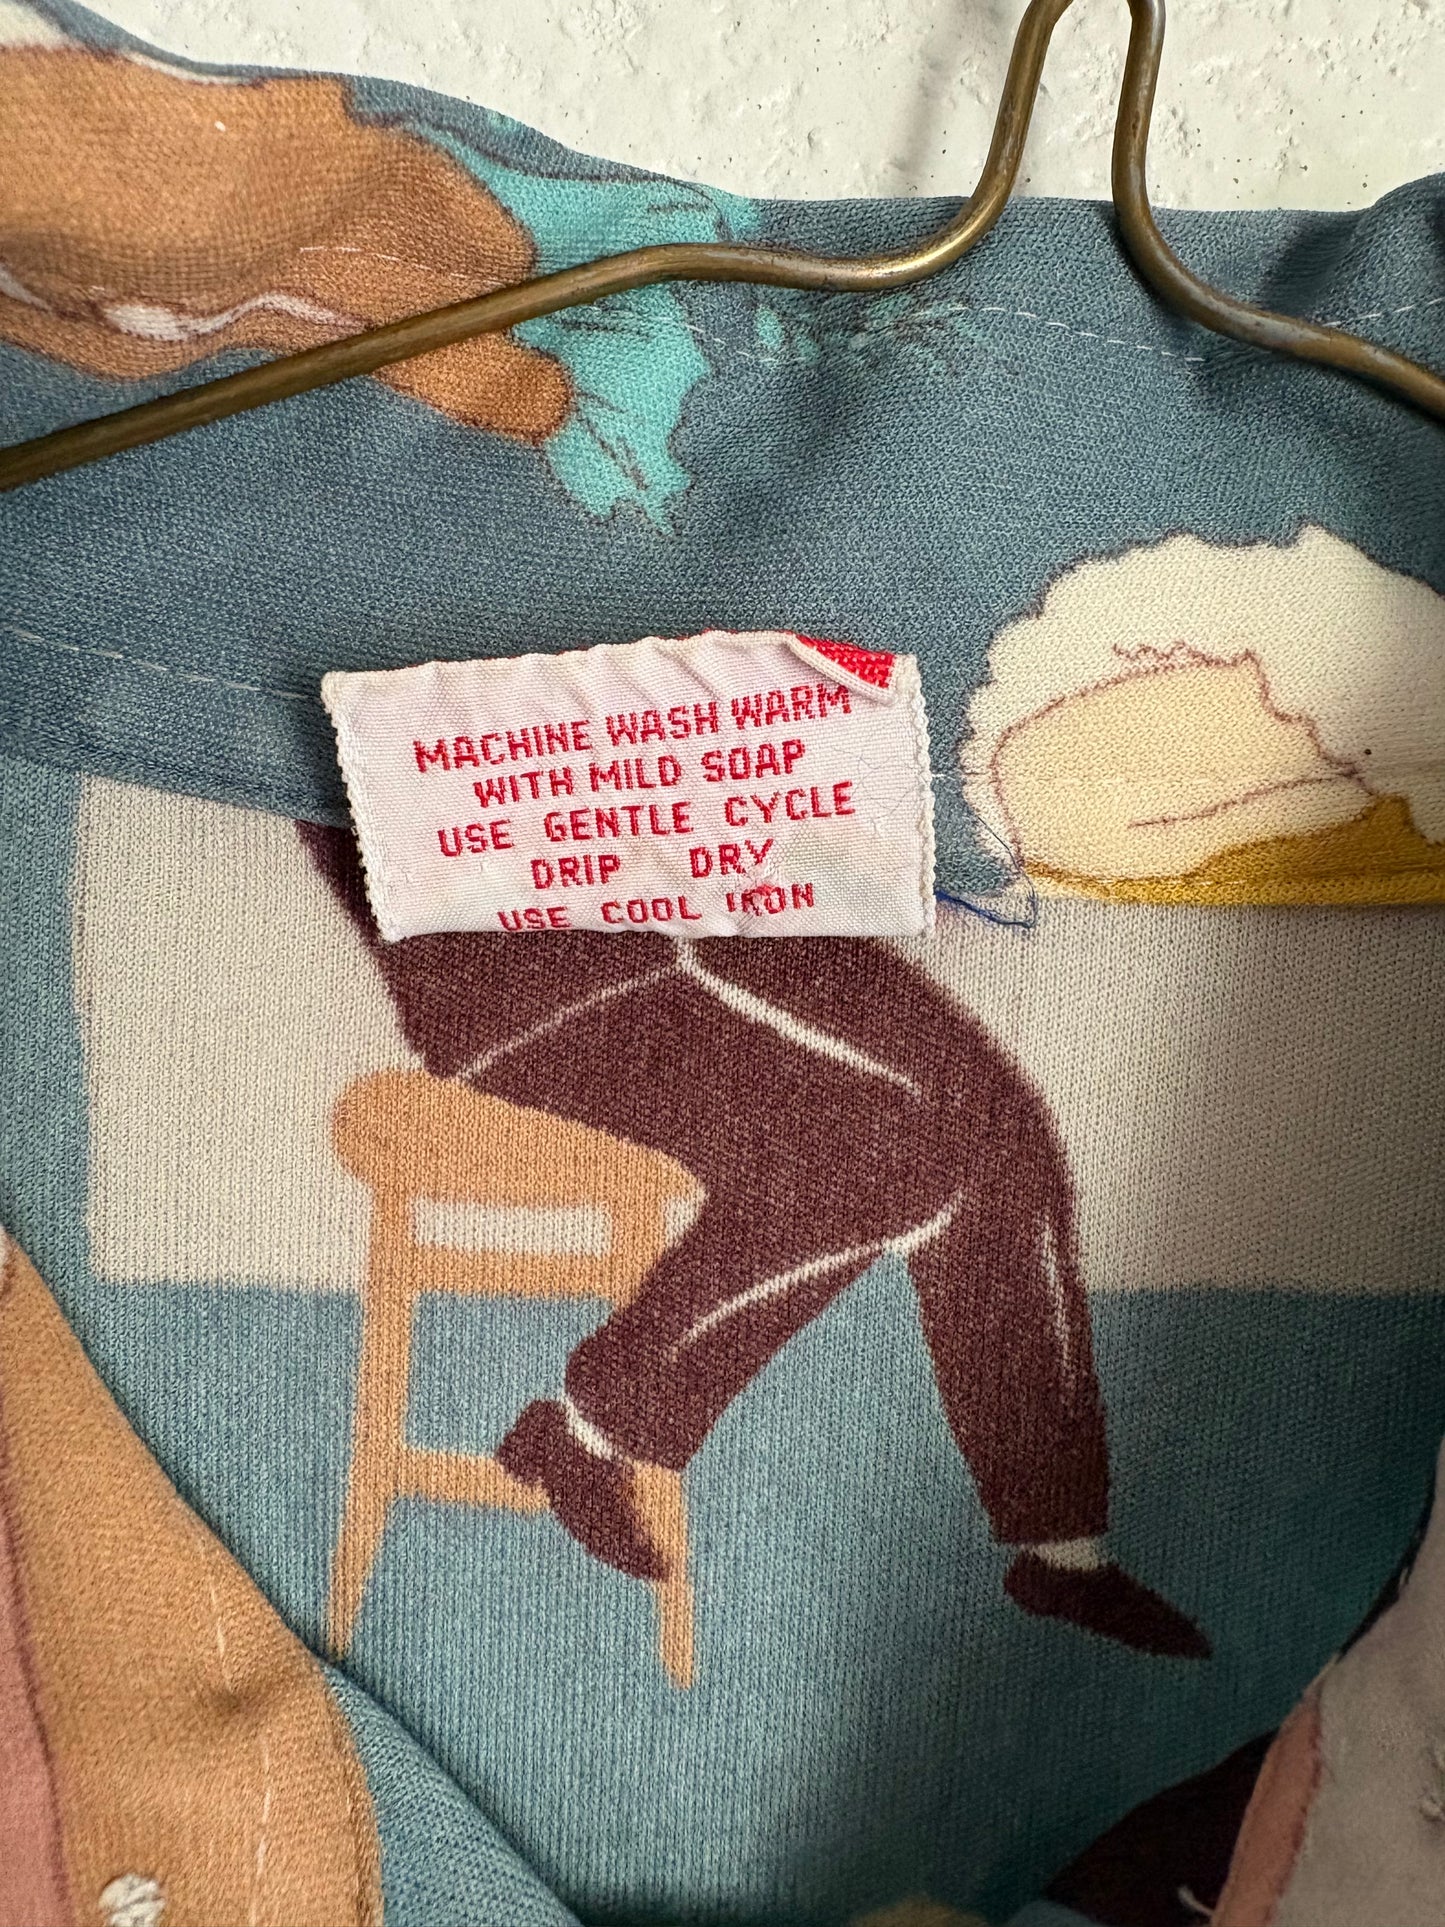 MACHINE WASH WARM
WITH MILD SOAP
USE GENTLE CYCLE
DRIP DRY
USE COOL IRON